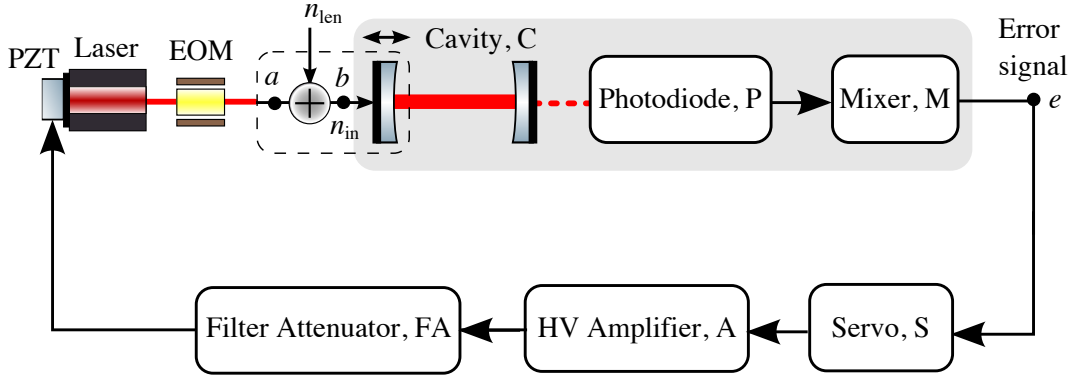 n_len
PZT
Laser
EOM
a
b
n_in
Cavity, C
Photodiode, P
Mixer, M
Error
signal
e
Filter Attenuator, FA
HV Amplifier, A
Servo, S